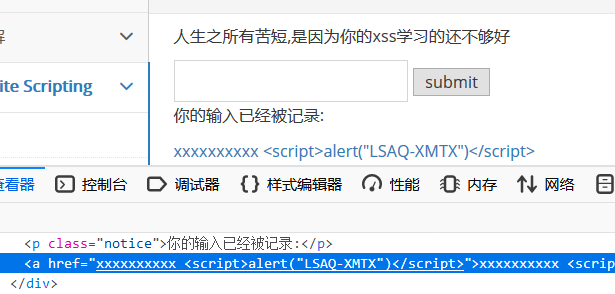 解
人生之所有苦短,是因为你的xss学习的还不够好
ite Scripting
submit
你的输入已经被记录:
xxxxxxxxxx <script>alert("LSAQ-XMTX")</script>
查看器 控制台 调试器 样式编辑器 性能 内存 网络
<p class="notice">你的输入已经被记录:</p>
<a href="xxxxxxxxxx <script>alert("LSAQ-XMTX")</script>">xxxxxxxxxx <scrip
</div>